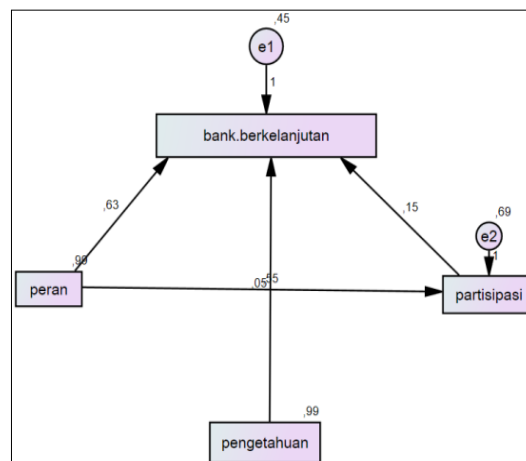 ,45
e1
1
bank.berkelanjutan
,63
,15
,69
e2
1
,99
peran
,05
,55
partisipasi
,99
pengetahuan